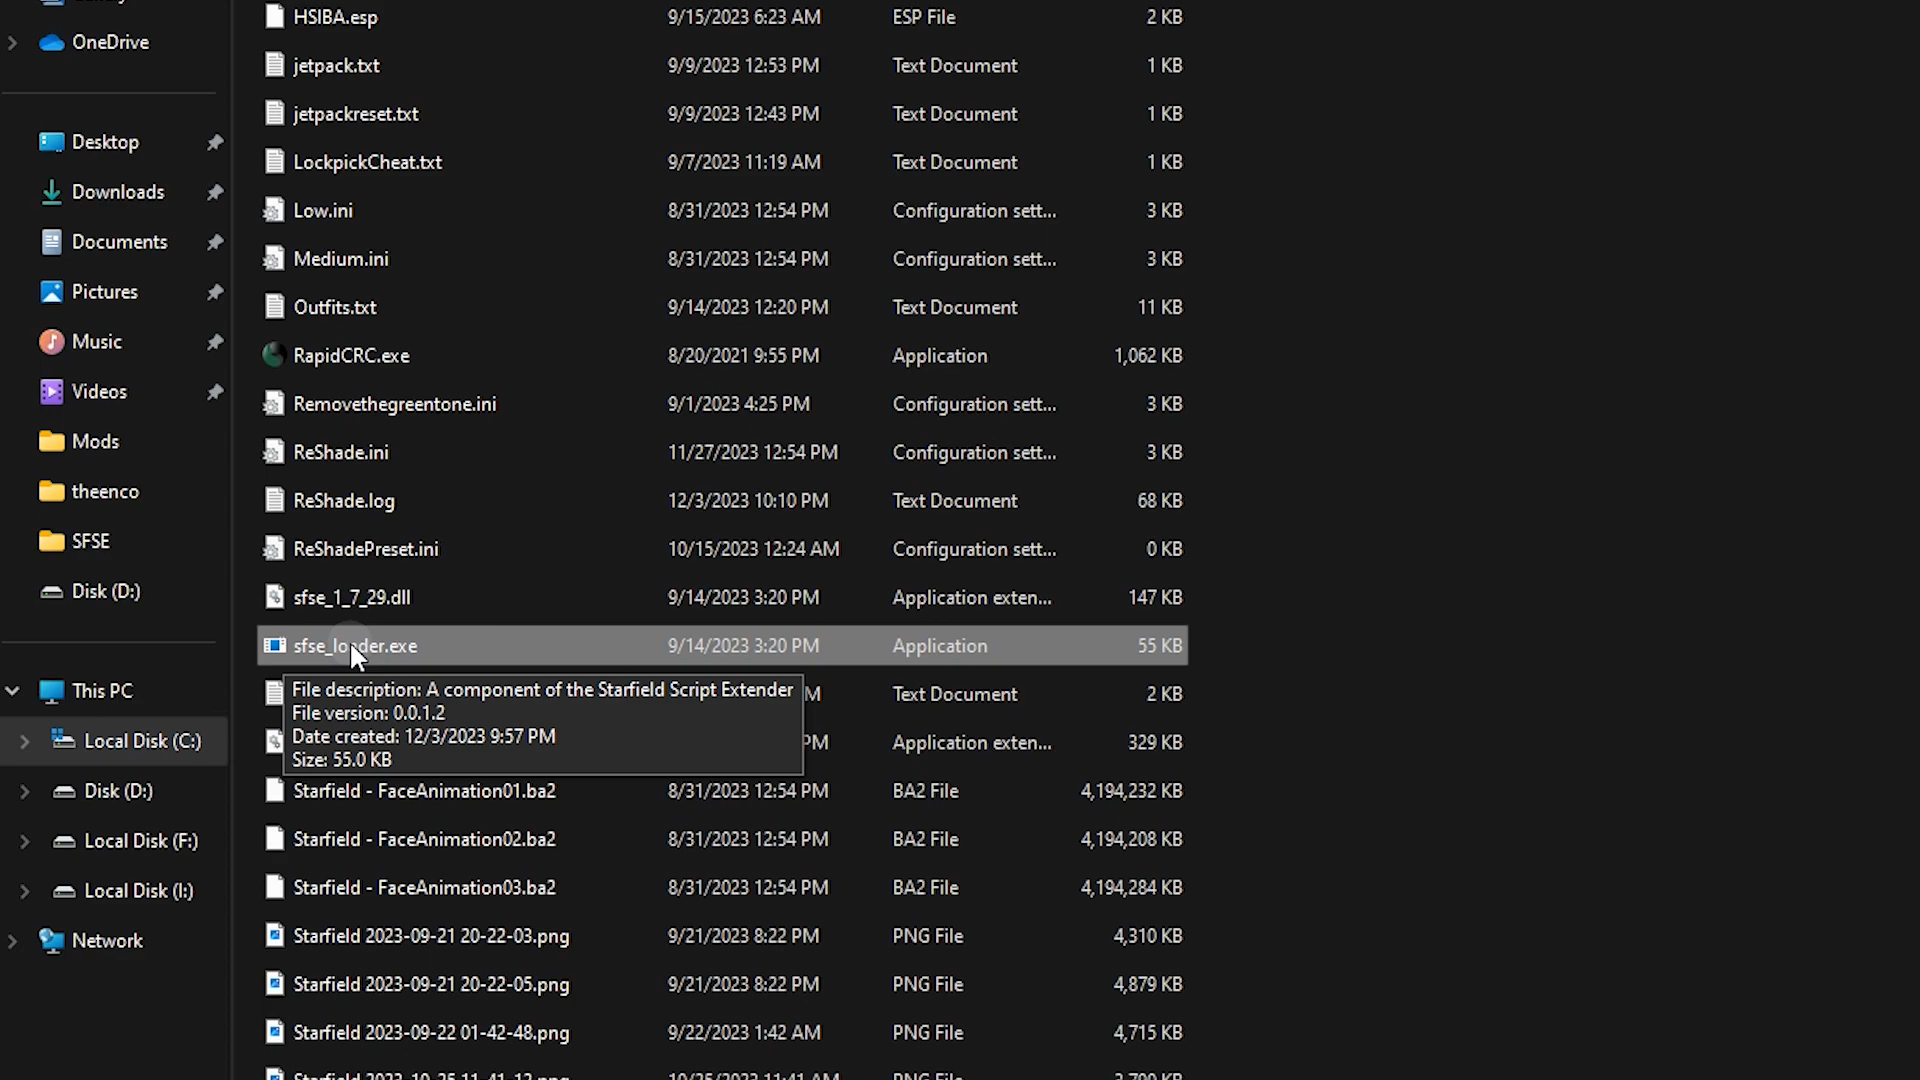 HSIBA.esp 9/15/2023 6:23 AM ESP File 2 KB
OneDrive
jetpack.txt 9/9/2023 12:53 PM Text Document 1 KB
jetpackreset.txt 9/9/2023 12:43 PM Text Document 1 KB
Desktop
LockpickCheat.txt 9/7/2023 11:19 AM Text Document 1 KB
Downloads
Low.ini 8/31/2023 12:54 PM Configuration sett... 3 KB
Documents
Medium.ini 8/31/2023 12:54 PM Configuration sett... 3 KB
Pictures
Outfits.txt 9/14/2023 12:20 PM Text Document 11 KB
Music
RapidCRC.exe 8/20/2021 9:55 PM Application 1,062 KB
Videos
Removethegreentone.ini 9/1/2023 4:25 PM Configuration sett... 3 KB
Mods
ReShade.ini 11/27/2023 12:54 PM Configuration sett... 3 KB
theenco
ReShade.log 12/3/2023 10:10 PM Text Document 68 KB
SFSE
ReShadePreset.ini 10/15/2023 12:24 AM Configuration sett... 0 KB
Disk (D:)
sfse_1_7_29.dll 9/14/2023 3:20 PM Application exten... 147 KB
sfse_loader.exe 9/14/2023 3:20 PM Application 55 KB
This PC
File description: A component of the Starfield Script Extender
M Text Document 2 KB
File version: 0.0.1.2
Date created: 12/3/2023 9:57 PM
PM Application exten... 329 KB
Size: 55.0 KB
Local Disk (C:)
Disk (D:)
Starfield - FaceAnimation01.ba2 8/31/2023 12:54 PM BA2 File 4,194,232 KB
Local Disk (F:)
Starfield - FaceAnimation02.ba2 8/31/2023 12:54 PM BA2 File 4,194,208 KB
Local Disk (I:)
Starfield - FaceAnimation03.ba2 8/31/2023 12:54 PM BA2 File 4,194,284 KB
Network
Starfield 2023-09-21 20-22-03.png 9/21/2023 8:22 PM PNG File 4,310 KB
Starfield 2023-09-21 20-22-05.png 9/21/2023 8:22 PM PNG File 4,879 KB
Starfield 2023-09-22 01-42-48.png 9/22/2023 1:42 AM PNG File 4,715 KB